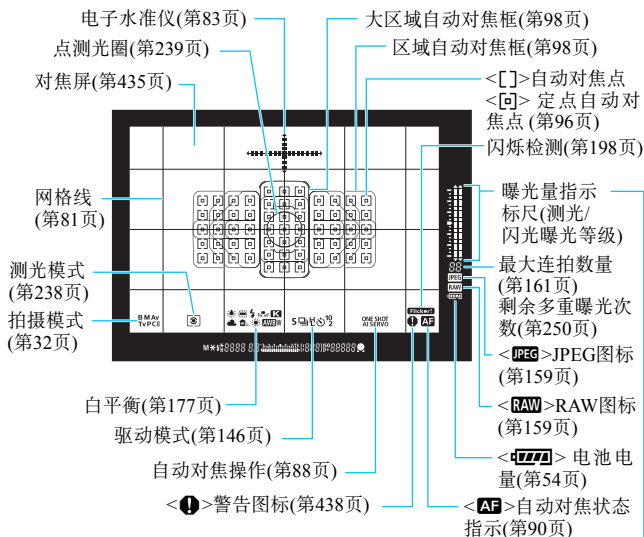 电子水准仪(第83页)
点测光圈(第239页)
对焦屏(第435页)
大区域自动对焦框(第98页)
区域自动对焦框(第98页)
<[ ]>自动对焦点
<[▫]> 定点自动对
焦点 (第96页)
闪烁检测(第198页)
网格线
(第81页)
测光模式
(第238页)
拍摄模式
(第32页)
曝光量指示
标尺(测光/
闪光曝光等级)
最大连拍数量
(第161页)
剩余多重曝光次
数(第250页)
<JPEG>JPEG图标
(第159页)
<RAW>RAW图标
(第159页)
< > 电池电
量(第54页)
B M Av
Tv P C 3
K
AWB
S
10
2
ONE SHOT
AI SERVO
Flicker!
AF
88
JPEG
RAW
白平衡(第177页)
驱动模式(第146页)
自动对焦操作(第88页)
<!>警告图标(第438页)
<AF>自动对焦状态
指示(第90页)